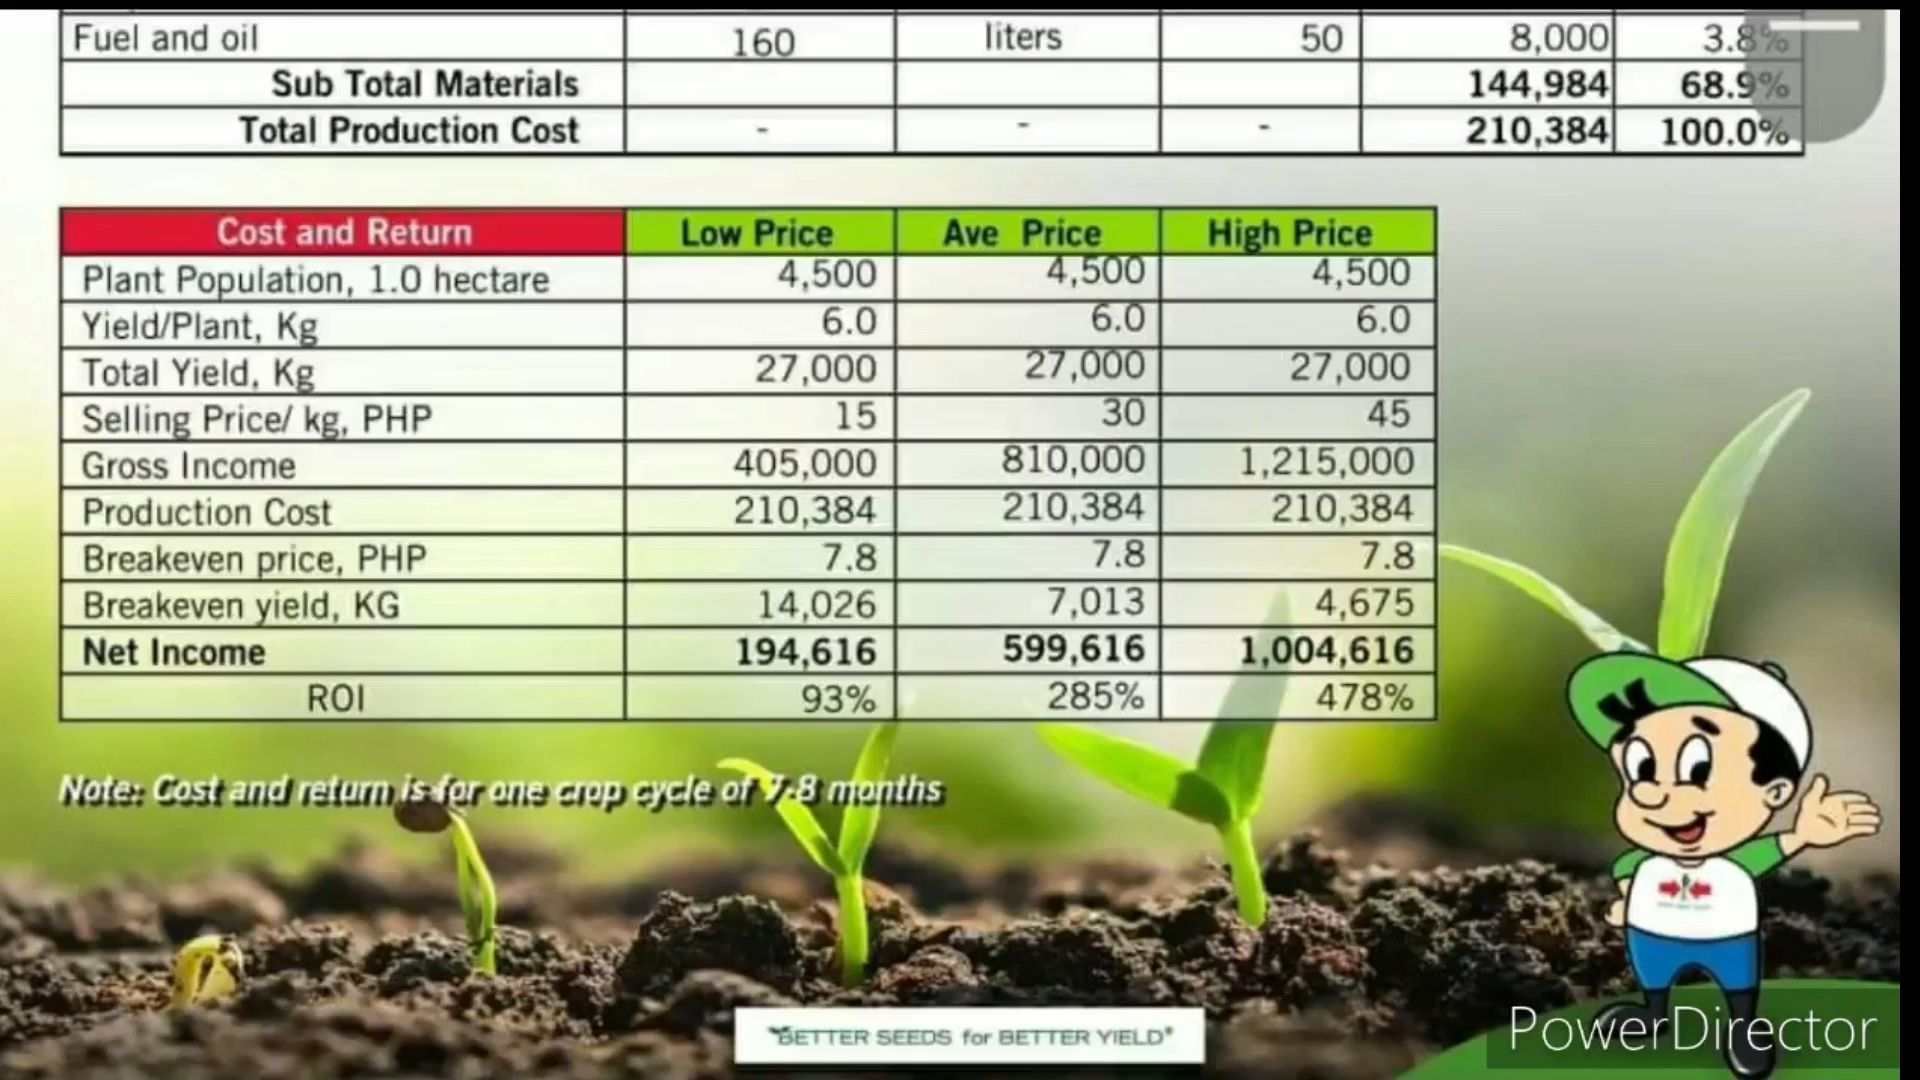 Fuel and oil 160 liters 50 8,000 3.8%
Sub Total Materials 144,984 68.9%
Total Production Cost - - - 210,384 100.0%
Cost and Return Low Price Ave Price High Price
Plant Population, 1.0 hectare 4,500 4,500 4,500
Yield/Plant, Kg 6.0 6.0 6.0
Total Yield, Kg 27,000 27,000 27,000
Selling Price/ kg, PHP 15 30 45
Gross Income 405,000 810,000 1,215,000
Production Cost 210,384 210,384 210,384
Breakeven price, PHP 7.8 7.8 7.8
Breakeven yield, KG 14,026 7,013 4,675
Net Income 194,616 599,616 1,004,616
ROI 93% 285% 478%
Note: Cost and return is for one crop cycle of 7-8 months
"BETTER SEEDS for BETTER YIELD"
PowerDirector